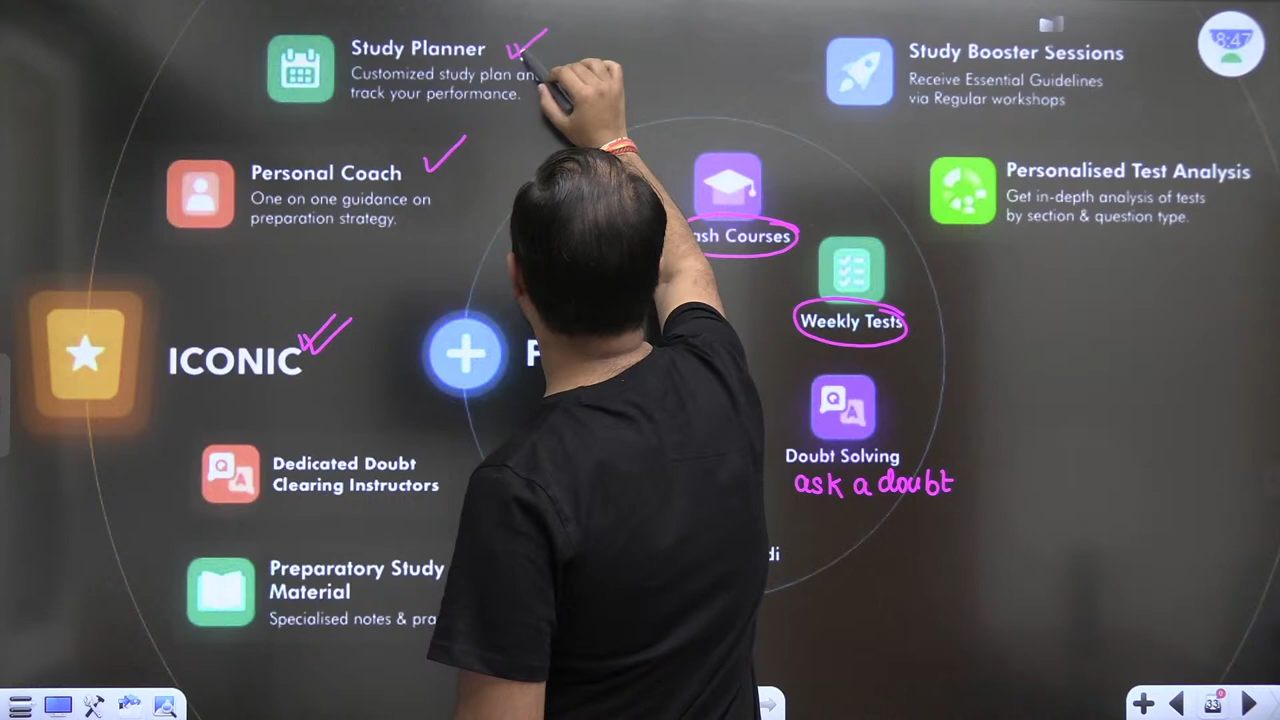 Study Planner
Customized study plan
track your performance.
Study Booster Sessions
Receive Essential Guidelines
via Regular workshops
8:47
Personal Coach
One on one guidance on
preparation strategy.
Personalised Test Analysis
Get in-depth analysis of tests
by section & question type.
Courses
Weekly Tests
ICONIC
Q
A
Doubt Solving
ask a doubt
Q
A
Dedicated Doubt
Clearing Instructors
Preparatory Study
Material
Specialised notes &
33